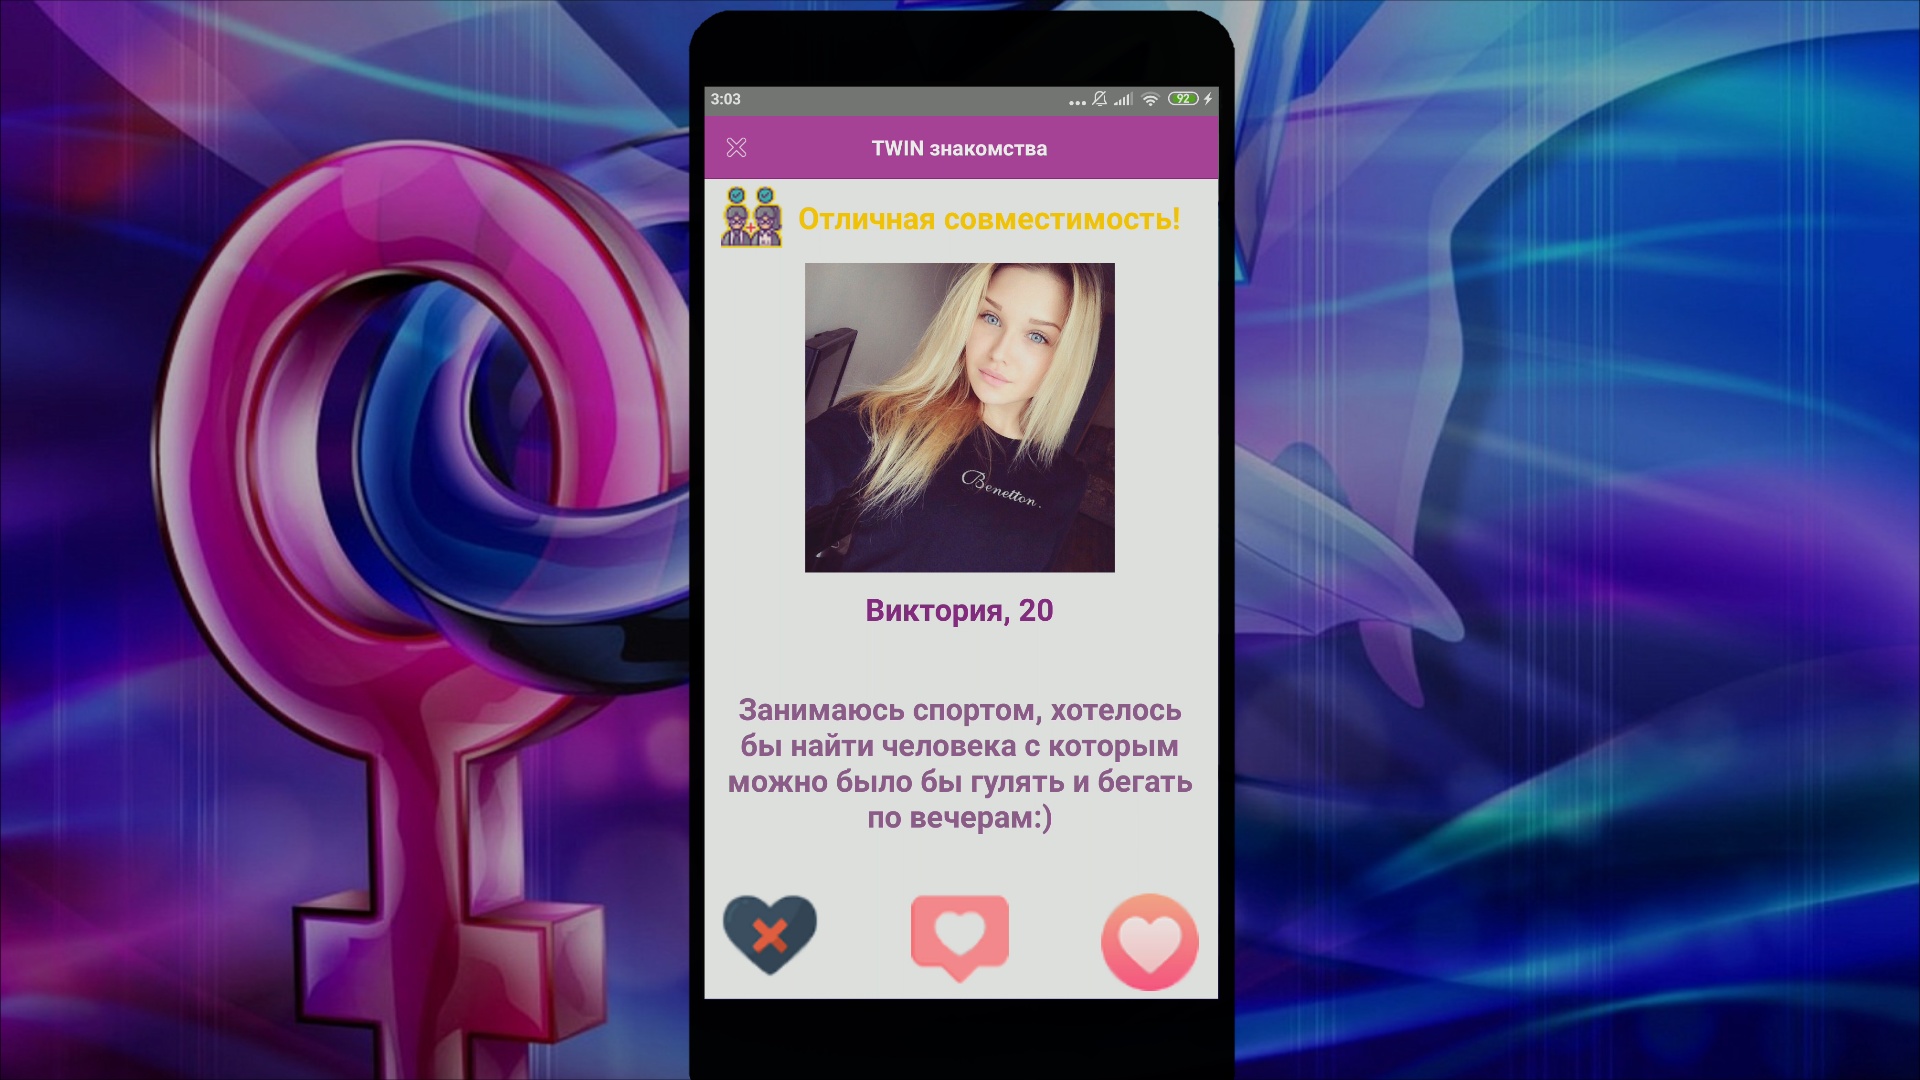 3:03
92
TWIN знакомства
Отличная совместимость!
Benetton.
Виктория, 20
Занимаюсь спортом, хотелось
бы найти человека с которым
можно было бы гулять и бегать
по вечерам:)